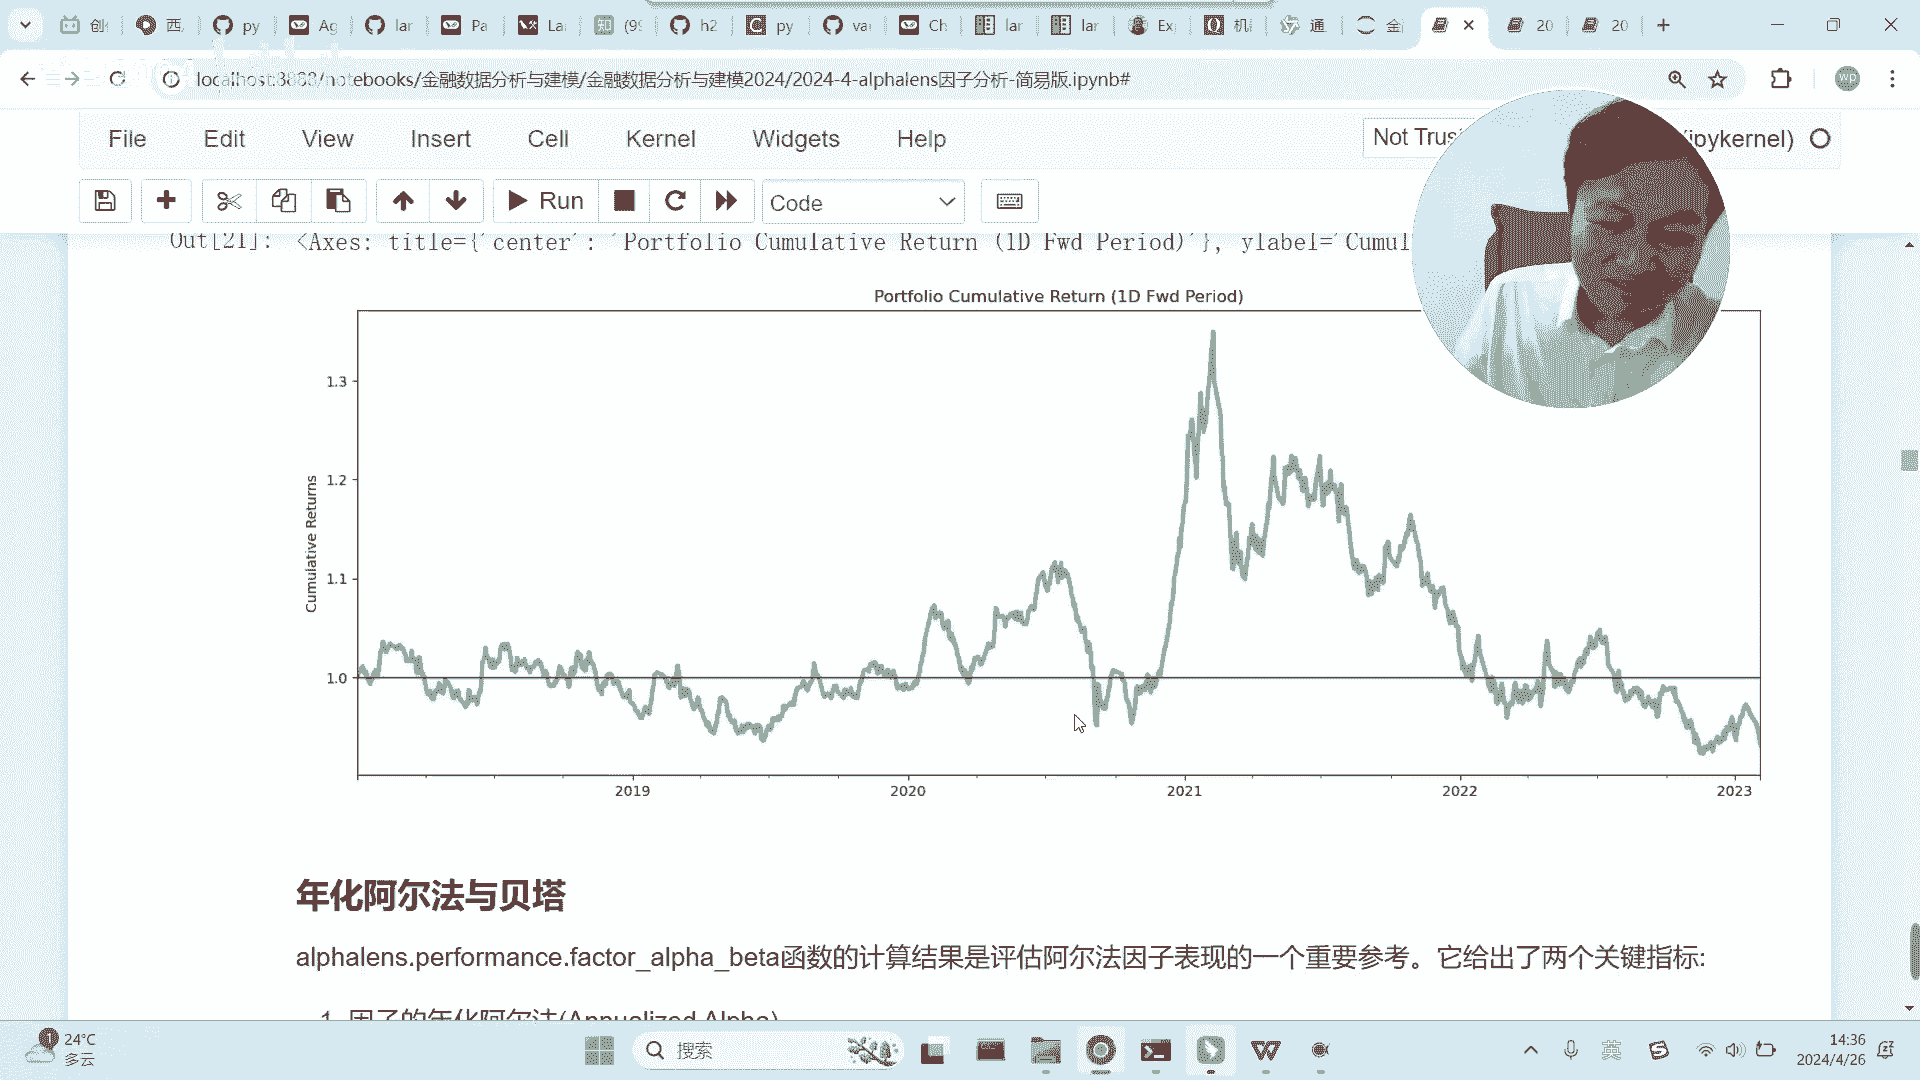 创 西 py Ag lar Pa La (99 h2 py va Ch lar lar Ex 机 通 金 20 20
localhost:8888/notebooks/金融数据分析与建模/金融数据分析与建模2024/2024-4-alphalens因子分析-简易版.ipynb#
wp
File Edit View Insert Cell Kernel Widgets Help Not Trus ipykernel)
Run Code
Out[21]: <Axes: title={'center': 'Portfolio Cumulative Return (1D Fwd Period)'}, ylabel='Cumul
Portfolio Cumulative Return (1D Fwd Period)
Cumulative Returns
1.3
1.2
1.1
1.0
2019 2020 2021 2022 2023
年化阿尔法与贝塔
alphalens.performance.factor_alpha_beta函数的计算结果是评估阿尔法因子表现的一个重要参考。它给出了两个关键指标:
1. 因子的年化阿尔法(Annualized Alpha)
1 24°C
多云
搜索
英
14:36
2024/4/26